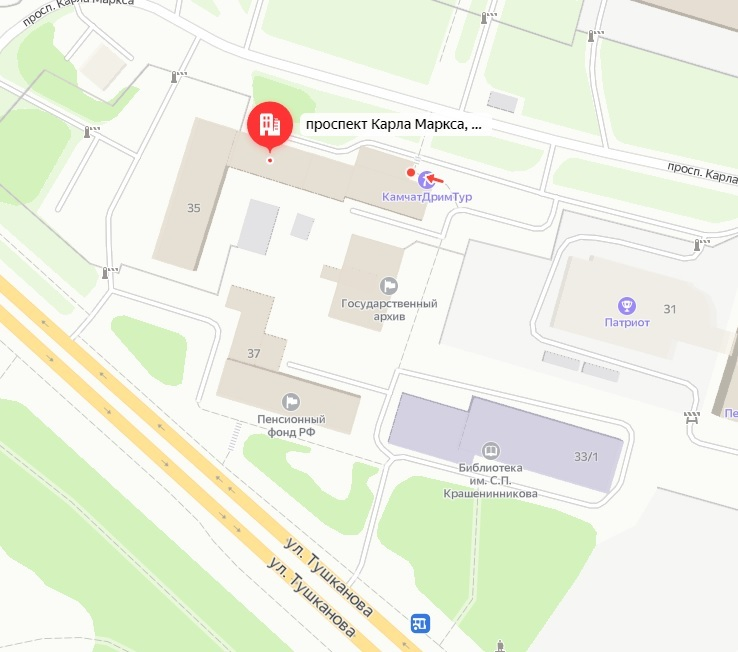 просп. Карла Маркса
проспект Карла Маркса, ...
просп. Карла
35
КамчатДримТур
Государственный
архив
31
Патриот
37
Пенсионный
фонд РФ
Пе
33/1
Библиотека
им. С.П.
Крашенинникова
ул. Тушканова
ул. Тушканова